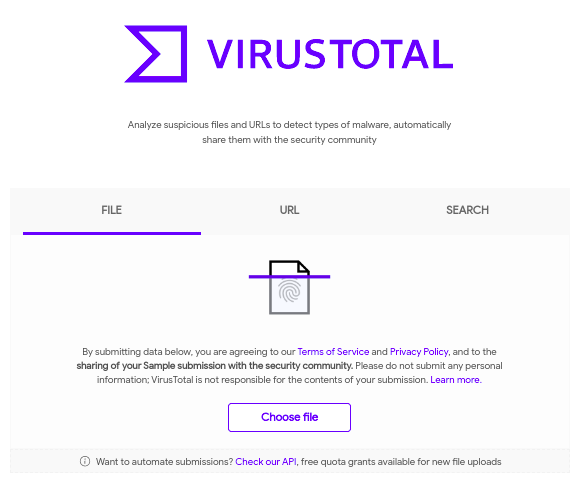 VIRUSTOTAL
Analyze suspicious files and URLs to detect types of malware, automatically
share them with the security community
FILE
URL
SEARCH
By submitting data below, you are agreeing to our Terms of Service and Privacy Policy, and to the
sharing of your Sample submission with the security community. Please do not submit any personal
information; VirusTotal is not responsible for the contents of your submission. Learn more.
Choose file
Want to automate submissions? Check our API, free quota grants available for new file uploads